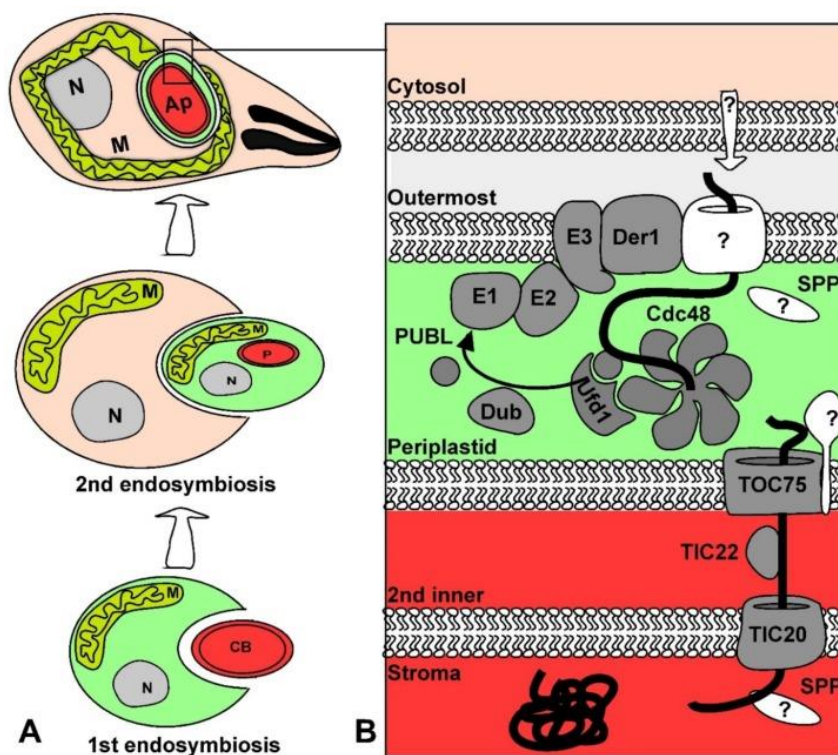 N
Ap
M
M
N
M
P
N
2nd endosymbiosis
M
CB
N
A
1st endosymbiosis
Cytosol
?
Outermost
E3
Der1
?
E1
E2
SPP
?
Cdc48
PUBL
Ufd1
Dub
?
Periplastid
TOC75
TIC22
2nd inner
TIC20
Stroma
SPP
?
B